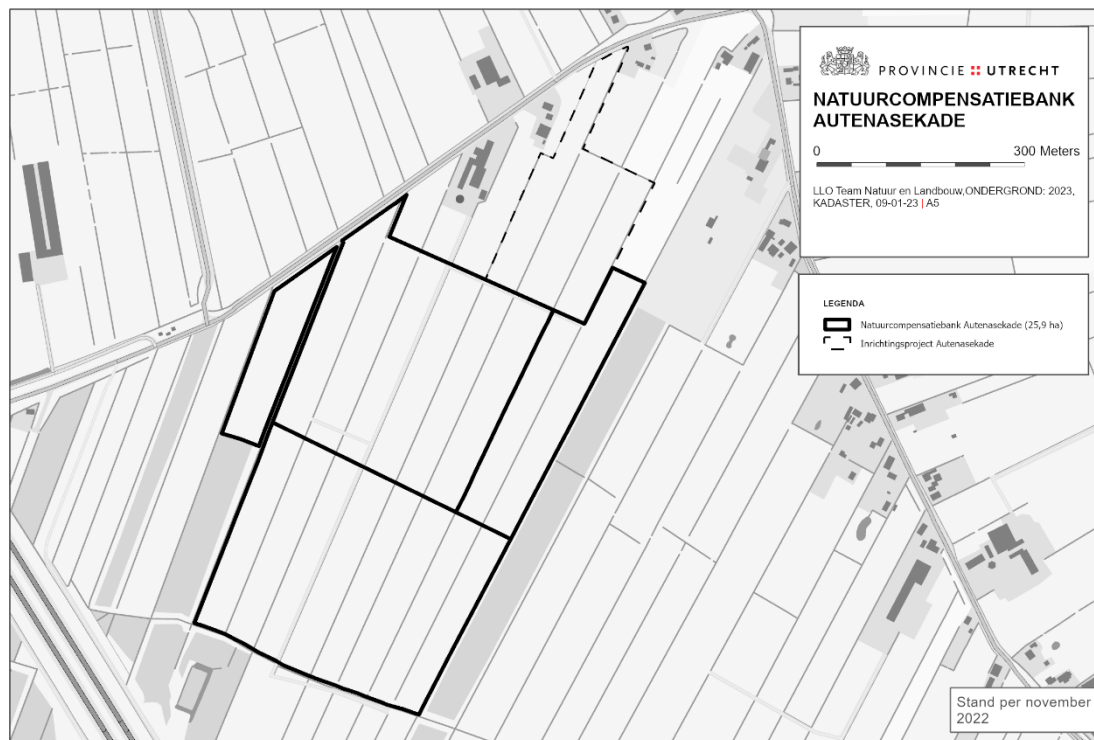 PROVINCIE UTRECHT
NATUURCOMPENSATIEBANK
AUTENASEKADE
0 300 Meters
LLO Team Natuur en Landbouw,ONDERGROND: 2023,
KADASTER, 09-01-23 | A5
LEGENDA
Natuurcompensatiebank Autenasekade (25,9 ha)
Inrichtingsproject Autenasekade
Stand per november
2022